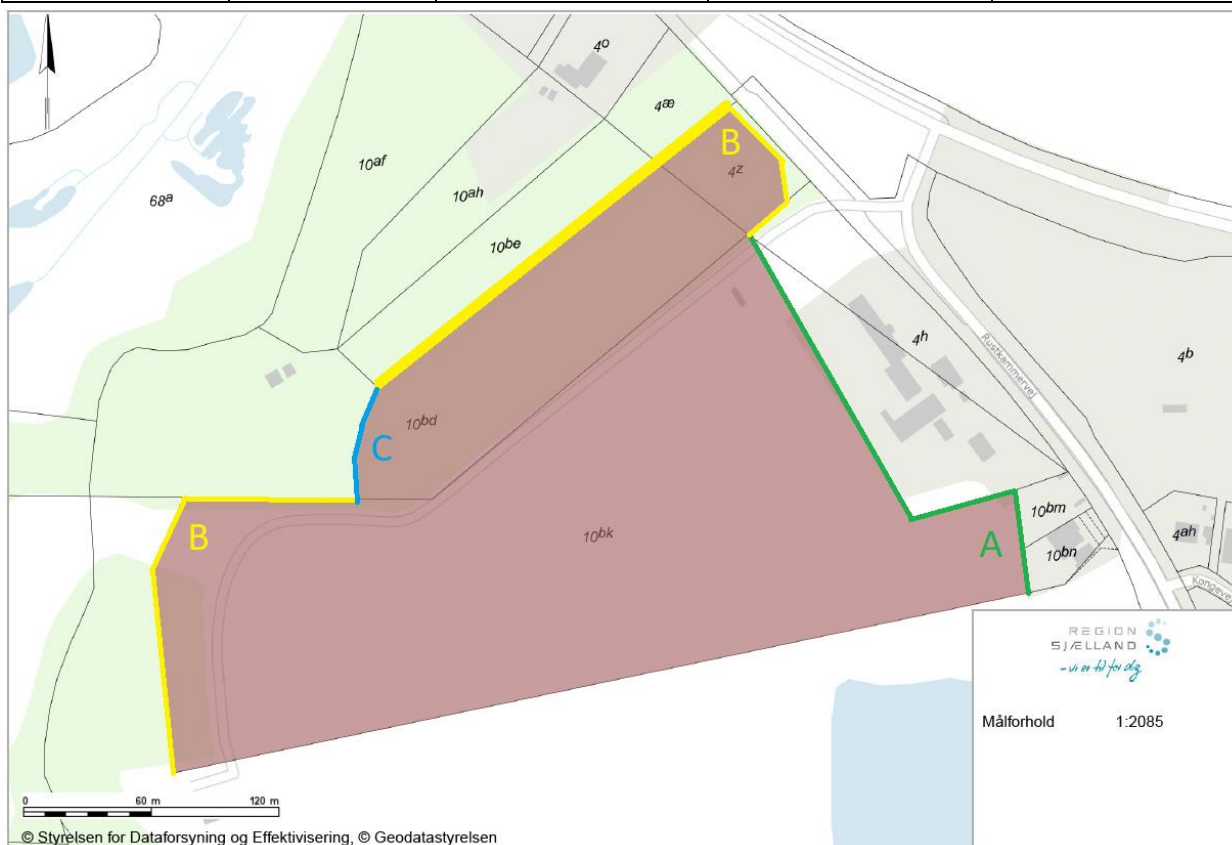 4o
4æ
B
4z
10af
10ah
68a
10be
4h
Rustkammervej
4b
10bd
C
B
10bk
A
10bm
10bn
4ah
Kongevej
REGION
SJÆLLAND
- vi er til for dig
Målforhold 1:2085
0 60 m 120 m
© Styrelsen for Dataforsyning og Effektivisering, © Geodatastyrelsen